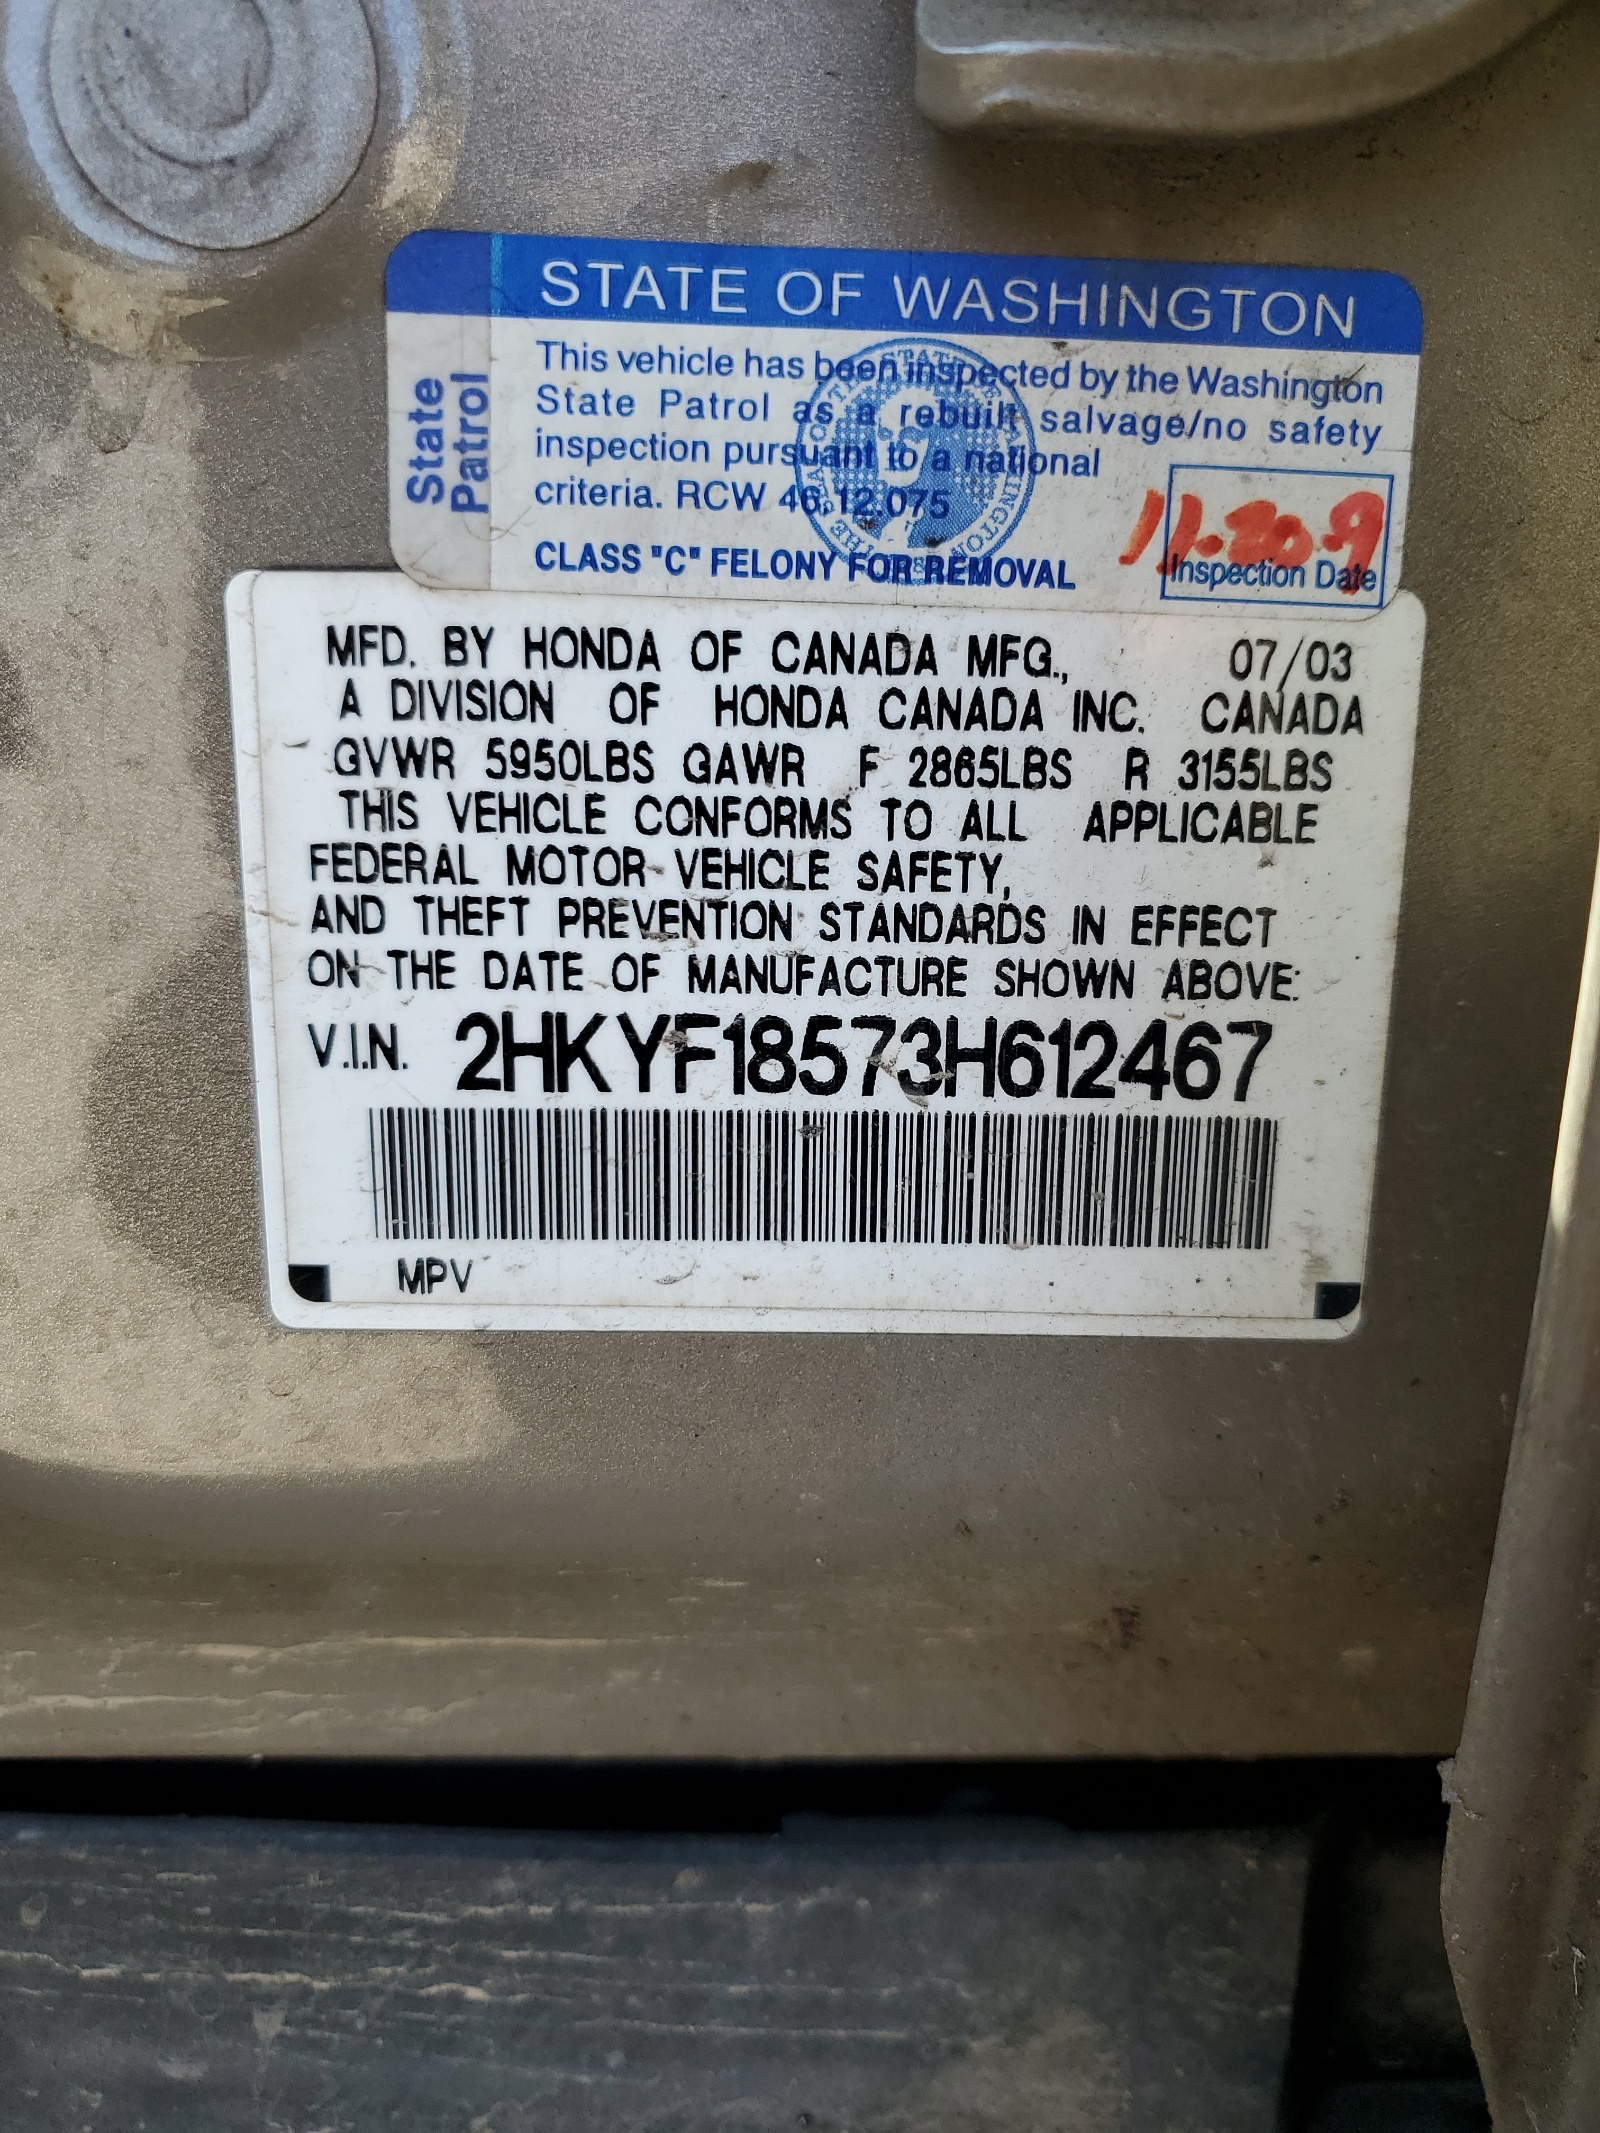 STATE OF WASHINGTON
State
Patrol
This vehicle has been inspected by the Washington
State Patrol as a rebuilt salvage/no safety
inspection pursuant to a national
criteria. RCW 46.12.075
CLASS "C" FELONY FOR REMOVAL
11.20.9
Inspection Date
MFD. BY HONDA OF CANADA MFG., 07/03
A DIVISION OF HONDA CANADA INC. CANADA
GVWR 5950LBS GAWR F 2865LBS R 3155LBS
THIS VEHICLE CONFORMS TO ALL APPLICABLE
FEDERAL MOTOR VEHICLE SAFETY,
AND THEFT PREVENTION STANDARDS IN EFFECT
ON THE DATE OF MANUFACTURE SHOWN ABOVE:
V.I.N. 2HKYF18573H612467
MPV